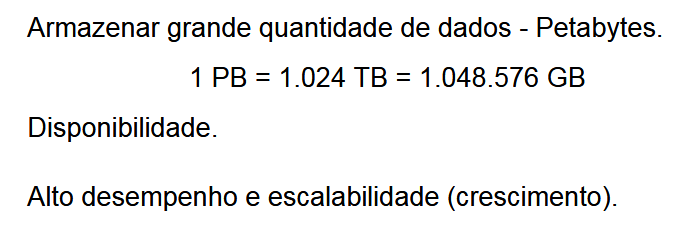 Armazenar grande quantidade de dados - Petabytes.
1 PB = 1.024 TB = 1.048.576 GB
Disponibilidade.
Alto desempenho e escalabilidade (crescimento).